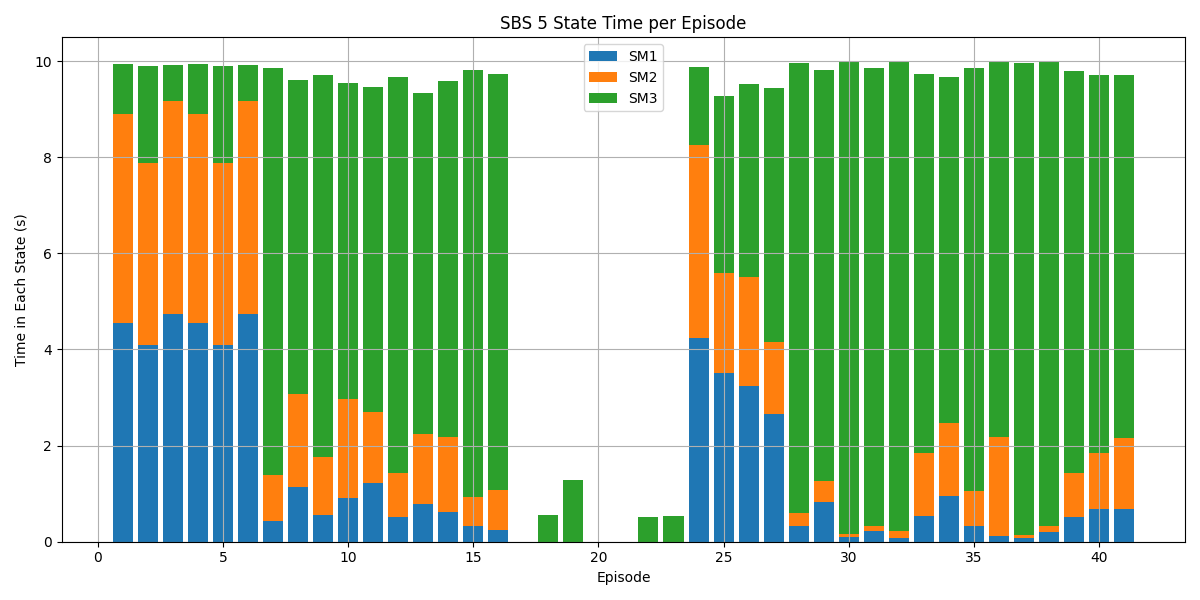 SBS 5 State Time per Episode
SM1
SM2
SM3
Time in Each State (s)
10
8
6
4
2
0
0 5 10 15 20 25 30 35 40
Episode